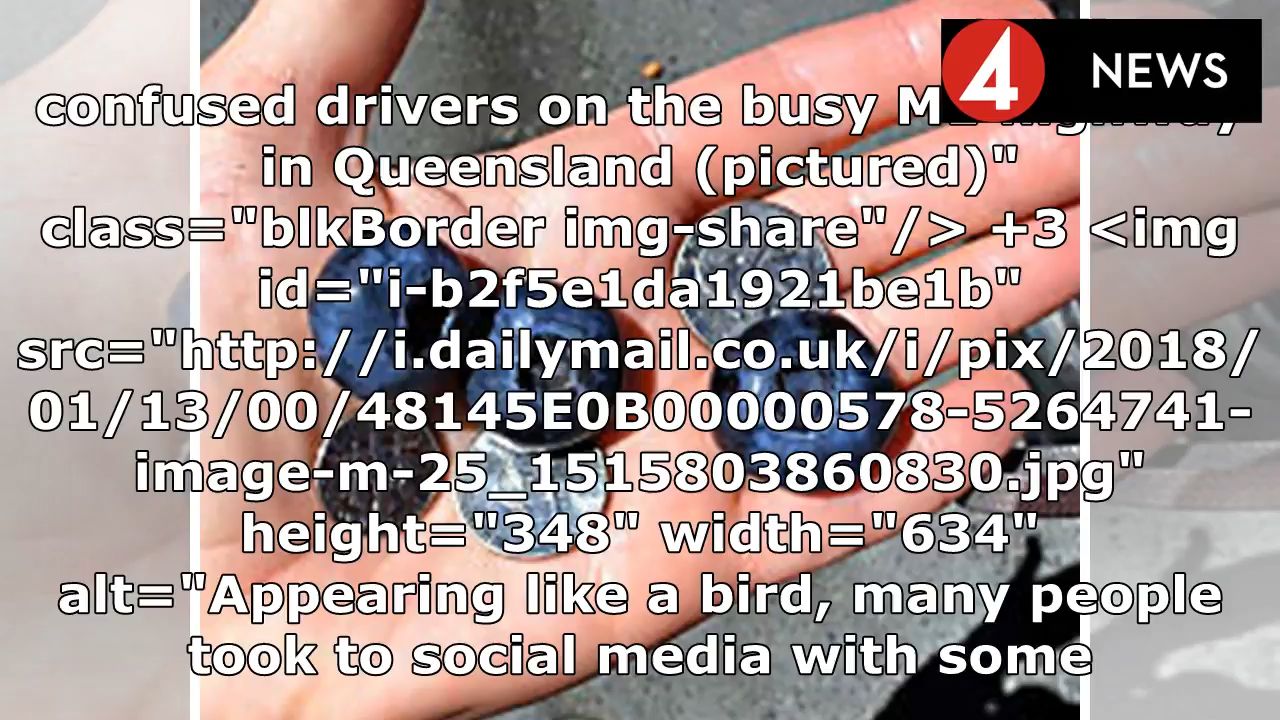 4 NEWS
confused drivers on the busy
in Queensland (pictured)"
class="blkBorder img-share"/> +3 <img
id="i-b2f5e1da1921be1b"
src="http://i.dailymail.co.uk/i/pix/2018/
01/13/00/48145E0B00000578-5264741-
image-m-25_1515803860830.jpg"
height="348" width="634"
alt="Appearing like a bird, many people
took to social media with some